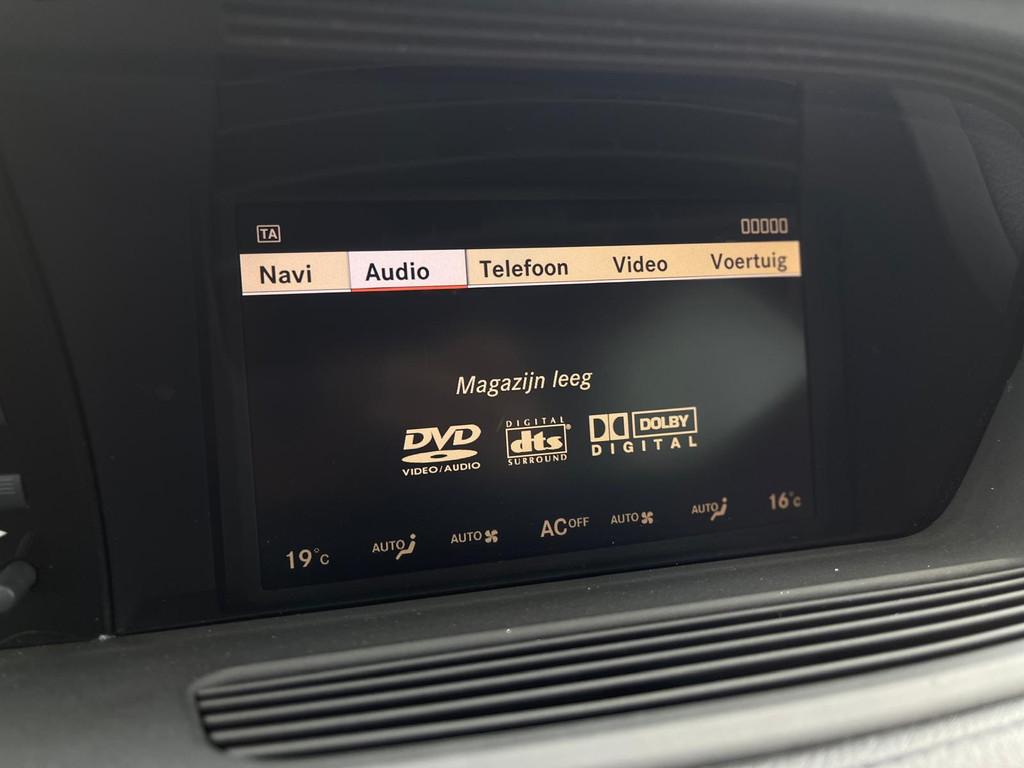 TA
Navi Audio Telefoon Video Voertuig
Magazijn leeg
DVD
VIDEO/AUDIO
DIGITAL
dts
SURROUND
DOLBY
DIGITAL
19°C AUTO AUTO AC OFF AUTO AUTO 16°C